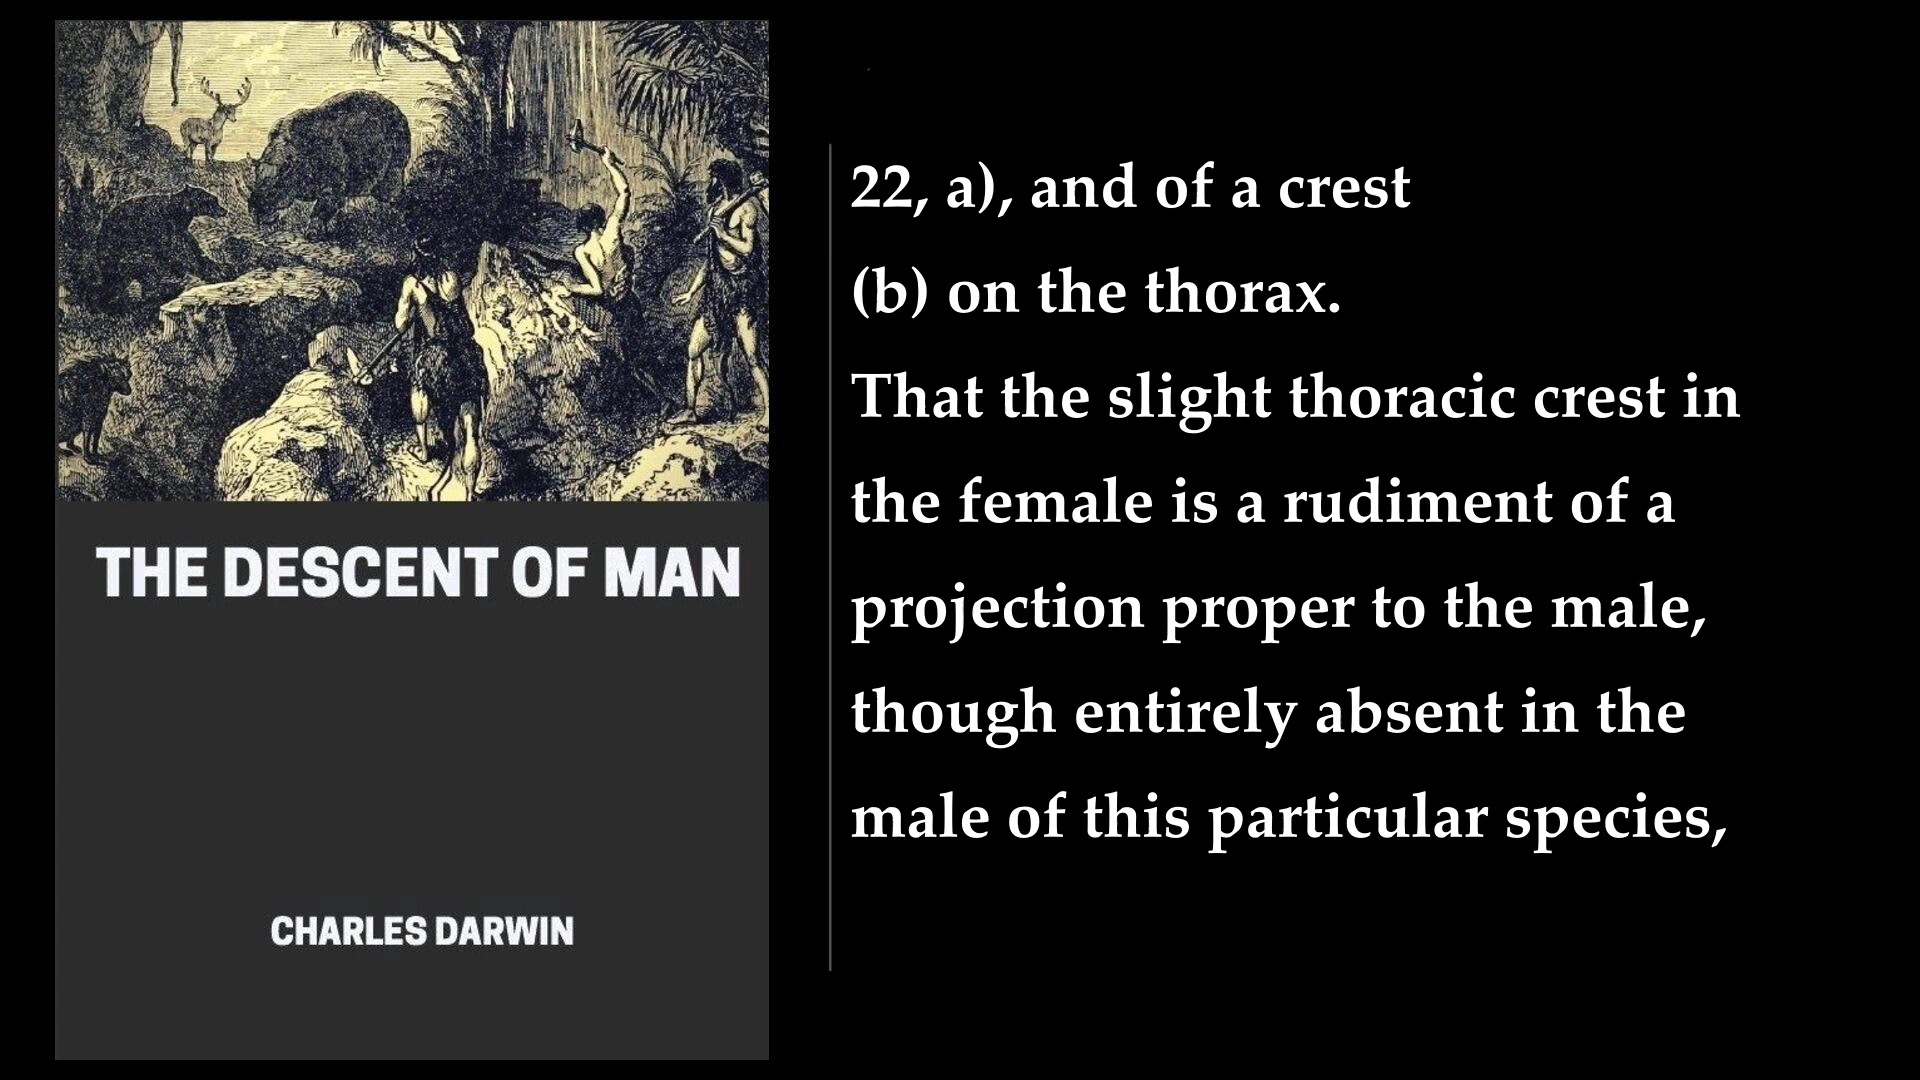 THE DESCENT OF MAN
CHARLES DARWIN
22, a), and of a crest
(b) on the thorax.
That the slight thoracic crest in
the female is a rudiment of a
projection proper to the male,
though entirely absent in the
male of this particular species,